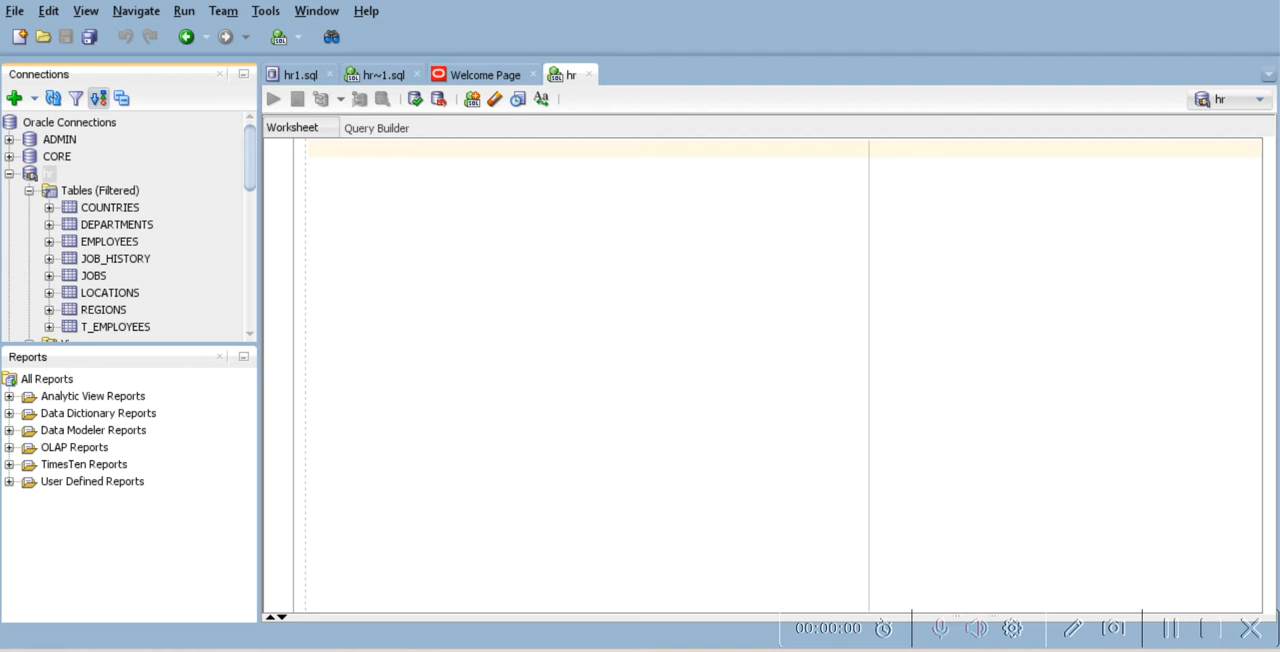 File Edit View Navigate Run Team Tools Window Help
Connections
hr1.sql
hr~1.sql
Welcome Page
hr
hr
Oracle Connections
ADMIN
CORE
hr
Tables (Filtered)
COUNTRIES
DEPARTMENTS
EMPLOYEES
JOB_HISTORY
JOBS
LOCATIONS
REGIONS
T_EMPLOYEES
Worksheet
Query Builder
Reports
All Reports
Analytic View Reports
Data Dictionary Reports
Data Modeler Reports
OLAP Reports
TimesTen Reports
User Defined Reports
00:00:00